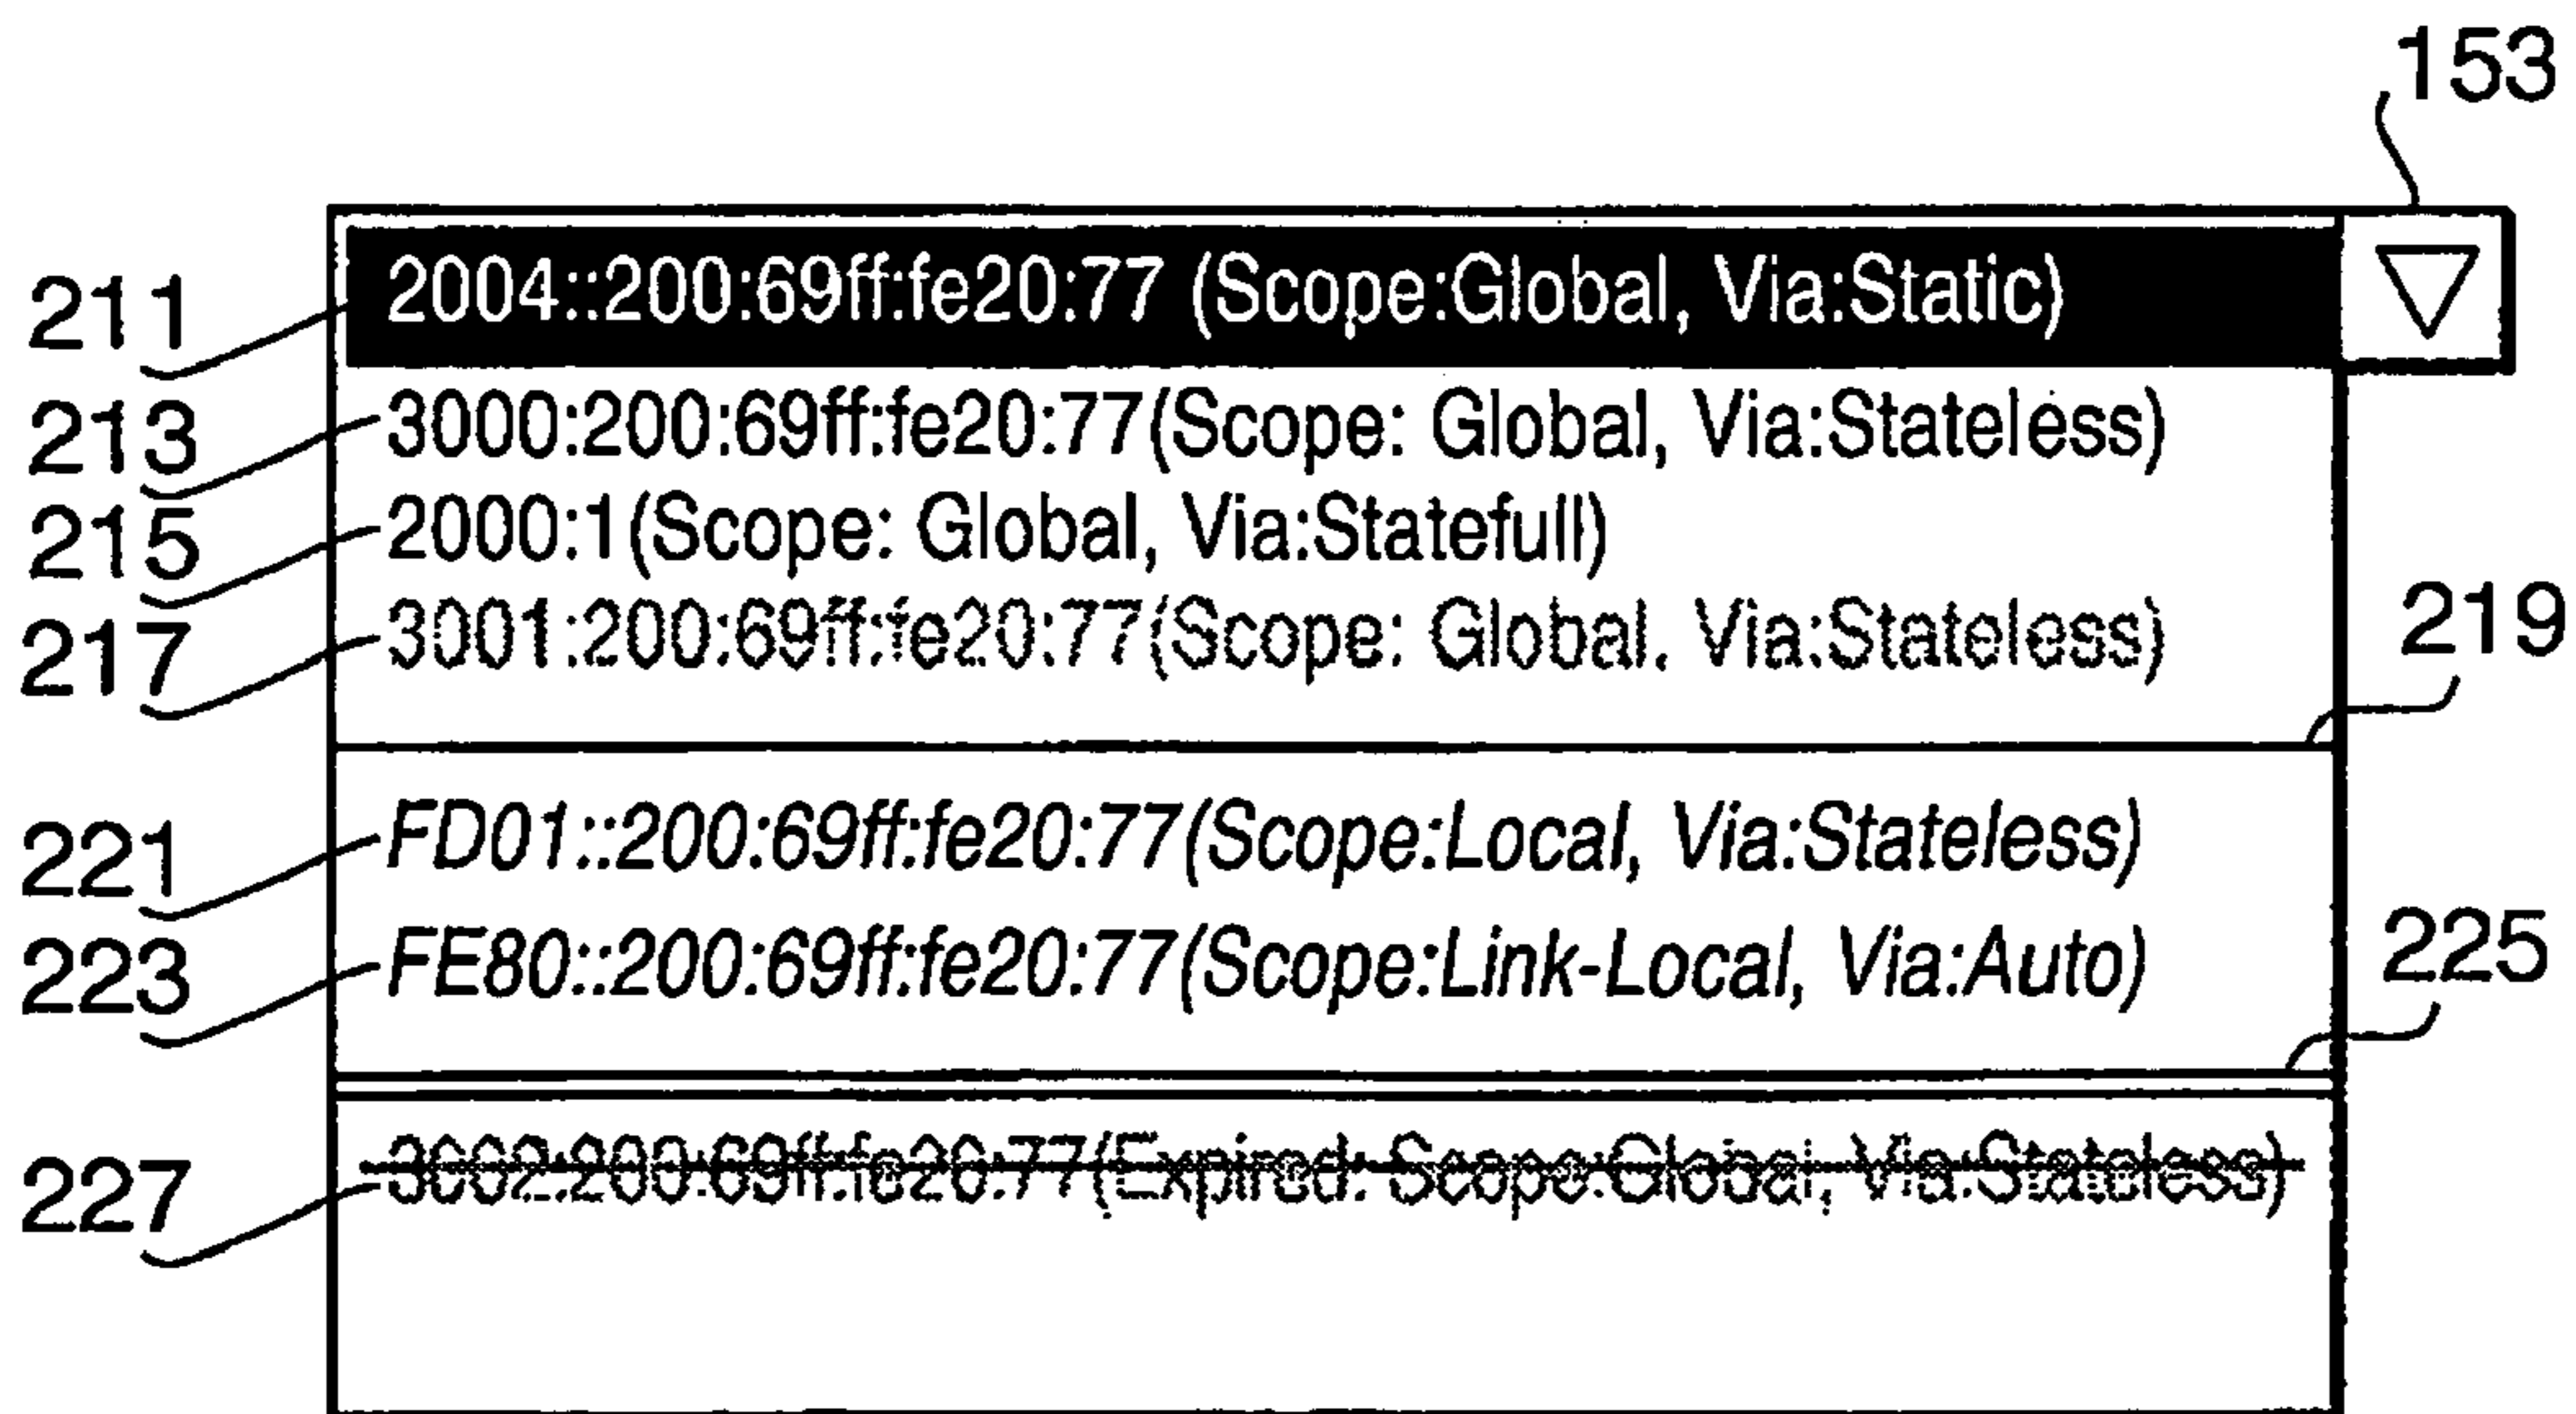 153
211 2004::200:69ff:fe20:77 (Scope:Global, Via:Static)
213 3000:200:69ff:fe20:77(Scope: Global, Via:Stateless)
215 2000:1(Scope: Global, Via:Statefull)
217 3001:200:69ff:fe20:77(Scope: Global, Via:Stateless)
219
221 FD01::200:69ff:fe20:77(Scope:Local, Via:Stateless)
223 FE80::200:69ff:fe20:77(Scope:Link-Local, Via:Auto)
225
227 3002:200:69ff:fe20:77(Expired: Scope:Global, Via:Stateless)